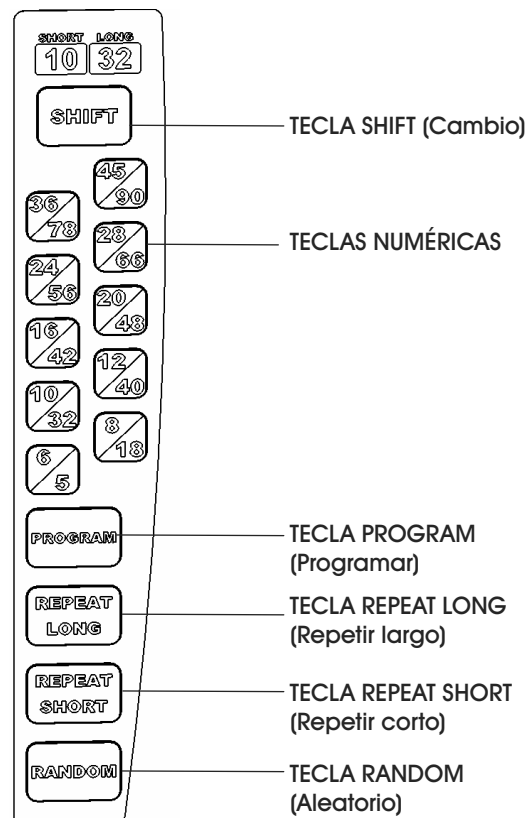 SHORT LONG
10 32
SHIFT
TECLA SHIFT (Cambio)
45
90
36
78
TECLAS NUMÉRICAS
28
66
24
56
20
48
16
42
12
40
10
32
8
18
6
5
PROGRAM
TECLA PROGRAM
(Programar)
REPEAT
LONG
TECLA REPEAT LONG
(Repetir largo)
REPEAT
SHORT
TECLA REPEAT SHORT
(Repetir corto)
RANDOM
TECLA RANDOM
(Aleatorio)